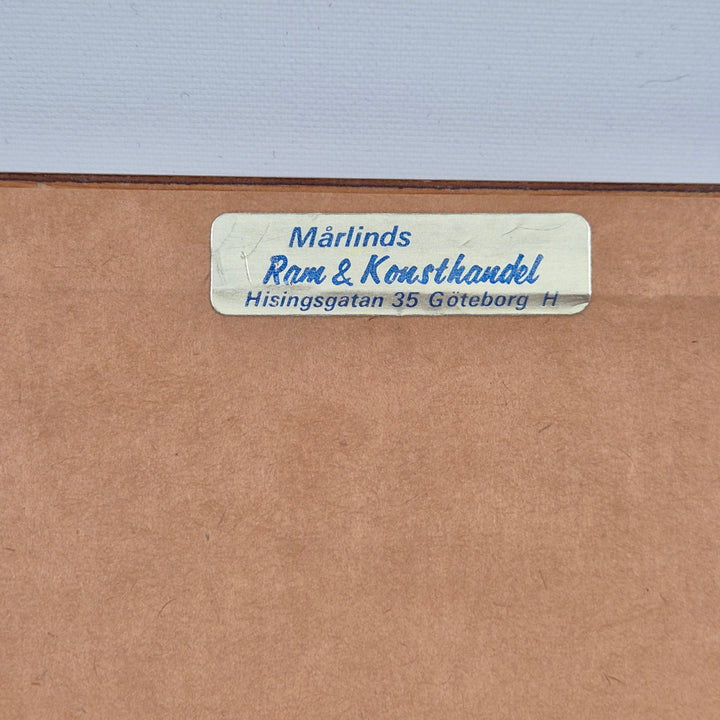 Mårlinds
Ram & Konsthandel
Hisingsgatan 35 Göteborg H